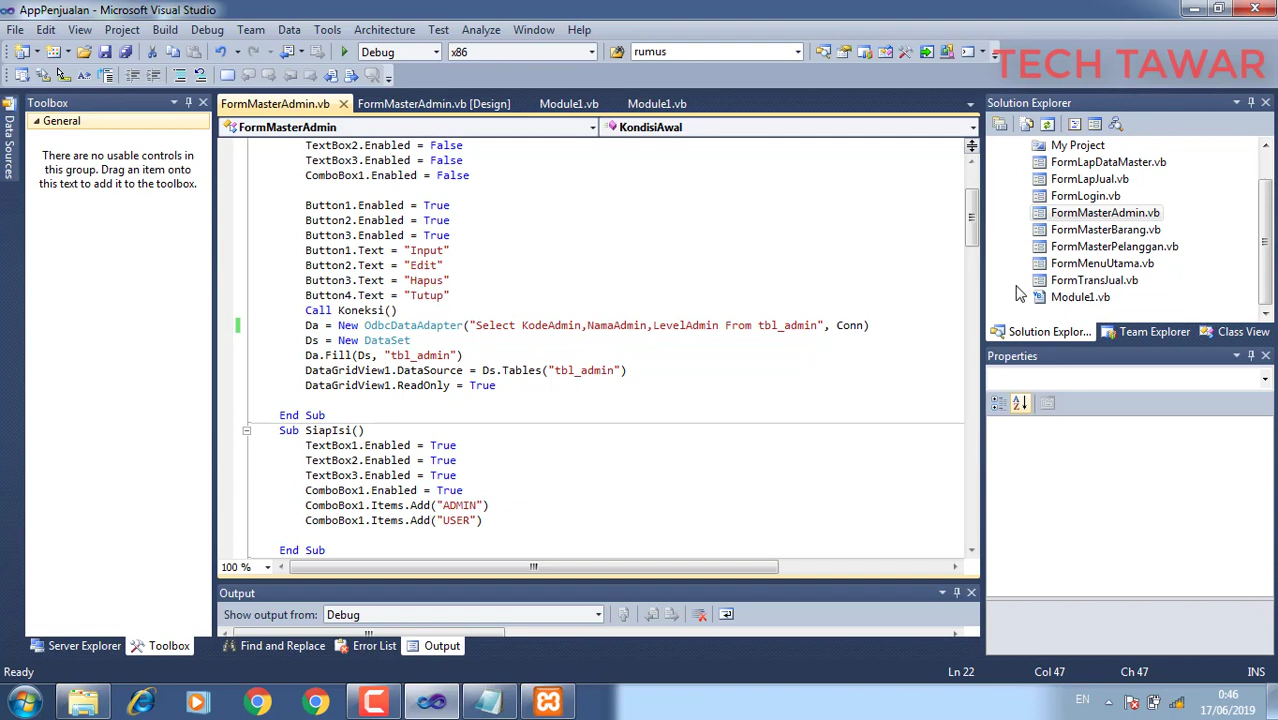 AppPenjualan - Microsoft Visual Studio
File Edit View Project Build Debug Team Data Tools Architecture Test Analyze Window Help
Debug x86 rumus
TECH TAWAR
Toolbox
General
There are no usable controls in
this group. Drag an item onto
this text to add it to the toolbox.
Data Sources
FormMasterAdmin.vb FormMasterAdmin.vb [Design] Module1.vb Module1.vb
FormMasterAdmin KondisiAwal
TextBox2.Enabled = False
TextBox3.Enabled = False
ComboBox1.Enabled = False
Button1.Enabled = True
Button2.Enabled = True
Button3.Enabled = True
Button1.Text = "Input"
Button2.Text = "Edit"
Button3.Text = "Hapus"
Button4.Text = "Tutup"
Call Koneksi()
Da = New OdbcDataAdapter("Select KodeAdmin,NamaAdmin,LevelAdmin From tbl_admin", Conn)
Ds = New DataSet
Da.Fill(Ds, "tbl_admin")
DataGridView1.DataSource = Ds.Tables("tbl_admin")
DataGridView1.ReadOnly = True
End Sub
Sub SiapIsi()
TextBox1.Enabled = True
TextBox2.Enabled = True
TextBox3.Enabled = True
ComboBox1.Enabled = True
ComboBox1.Items.Add("ADMIN")
ComboBox1.Items.Add("USER")
End Sub
100 %
Output
Show output from: Debug
Solution Explorer
My Project
FormLapDataMaster.vb
FormLapJual.vb
FormLogin.vb
FormMasterAdmin.vb
FormMasterBarang.vb
FormMasterPelanggan.vb
FormMenuUtama.vb
FormTransJual.vb
Module1.vb
Solution Explor... Team Explorer Class View
Properties
Server Explorer Toolbox Find and Replace Error List Output
Ready Ln 22 Col 47 Ch 47 INS
EN 0:46
17/06/2019